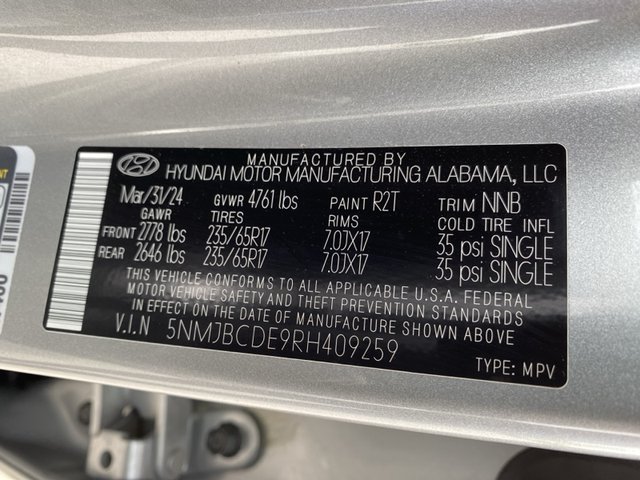 MANUFACTURED BY
HYUNDAI MOTOR MANUFACTURING ALABAMA, LLC
Mar/31/24 GVWR 4761 lbs PAINT R2T TRIM NNB
GAWR TIRES RIMS COLD TIRE INFL
FRONT 2778 lbs 235/65R17 7.0JX17 35 psi SINGLE
REAR 2646 lbs 235/65R17 7.0JX17 35 psi SINGLE
THIS VEHICLE CONFORMS TO ALL APPLICABLE U.S.A. FEDERAL
MOTOR VEHICLE SAFETY AND THEFT PREVENTION STANDARDS
IN EFFECT ON THE DATE OF MANUFACTURE SHOWN ABOVE.
V.I.N 5NMJBCDE9RH409259
TYPE: MPV